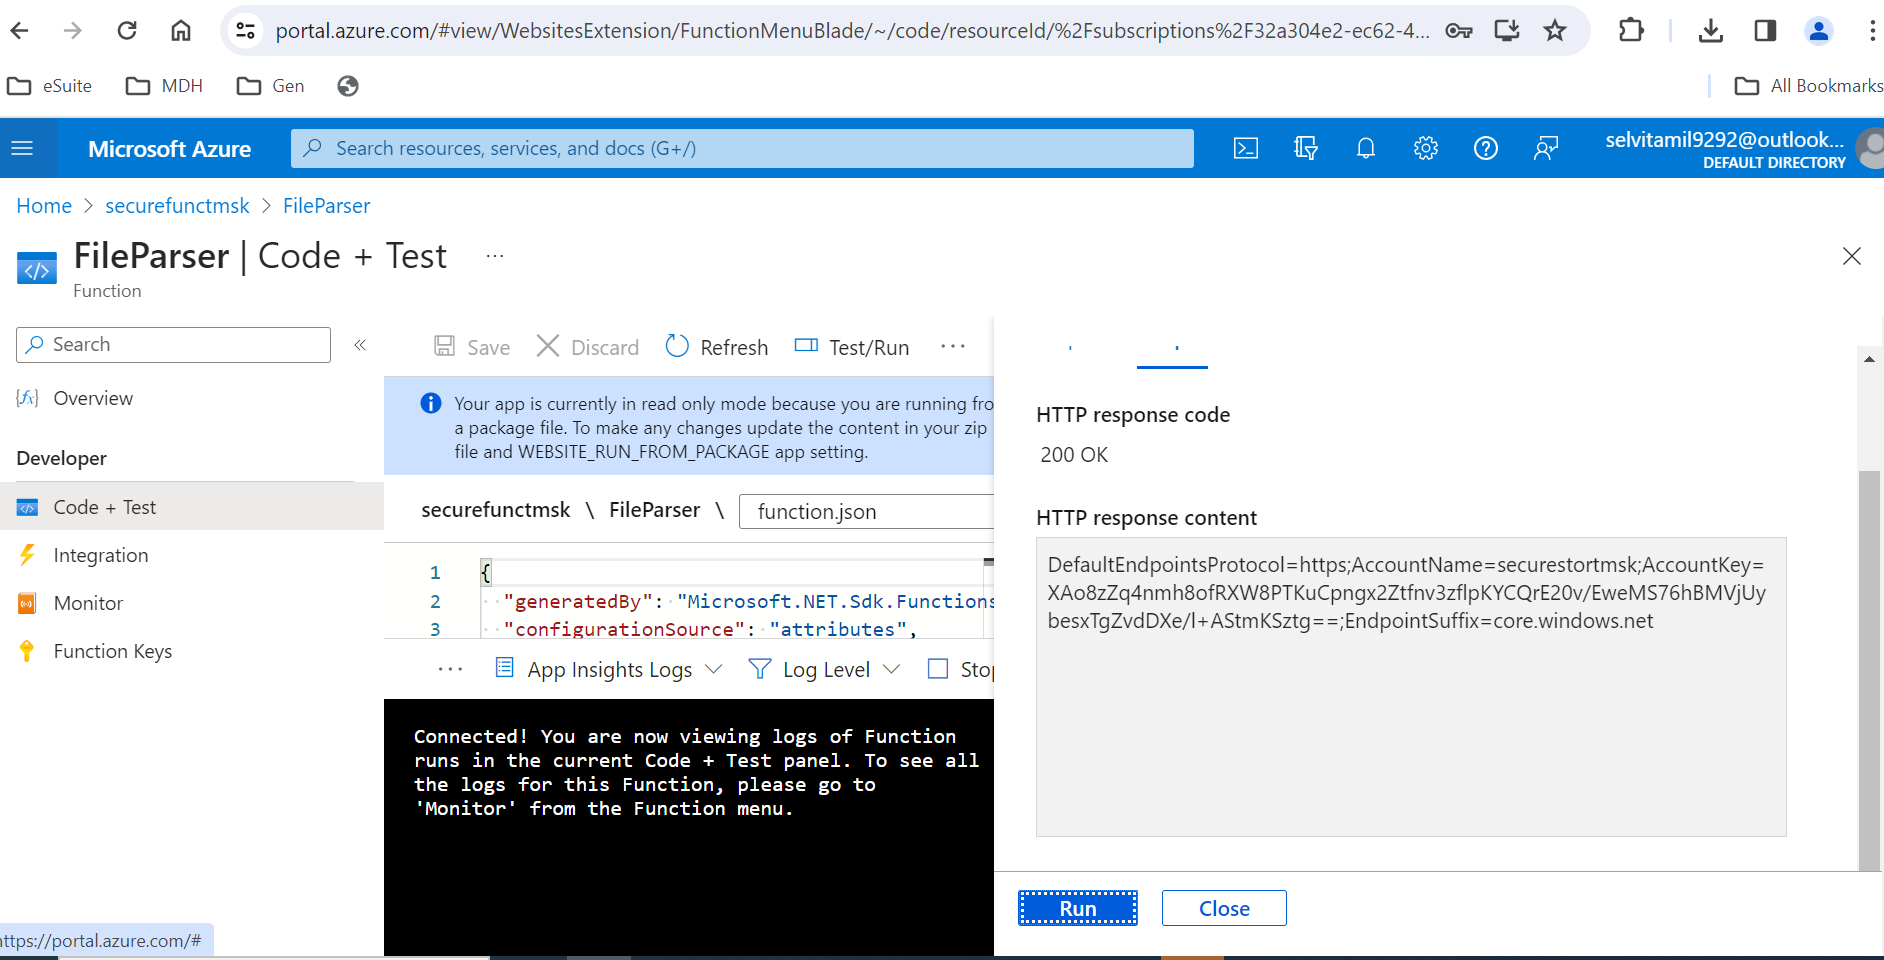 portal.azure.com/#view/WebsitesExtension/FunctionMenuBlade/~/code/resourceId/%2Fsubscriptions%2F32a304e2-ec62-4...
eSuite
MDH
Gen
All Bookmarks
Microsoft Azure
Search resources, services, and docs (G+/)
selvitamil9292@outlook...
DEFAULT DIRECTORY
Home > securefunctmsk > FileParser
FileParser | Code + Test ...
Function
Search
«
Overview
Developer
Code + Test
Integration
Monitor
Function Keys
Save
Discard
Refresh
Test/Run
...
Your app is currently in read only mode because you are running fro
a package file. To make any changes update the content in your zip
file and WEBSITE_RUN_FROM_PACKAGE app setting.
securefunctmsk \ FileParser \ function.json
1 {
2 "generatedBy": "Microsoft.NET.Sdk.Functions
3 "configurationSource": "attributes",
... App Insights Logs
Log Level
Stop
Connected! You are now viewing logs of Function
runs in the current Code + Test panel. To see all
the logs for this Function, please go to
'Monitor' from the Function menu.
HTTP response code
200 OK
HTTP response content
DefaultEndpointsProtocol=https;AccountName=securestortmsk;AccountKey=
XAo8zZq4nmh8ofRXW8PTKuCpngx2Ztfnv3zflpKYCQrE20v/EweMS76hBMVjUy
besxTgZvdDXe/l+AStmKSztg==;EndpointSuffix=core.windows.net
Run
Close
https://portal.azure.com/#